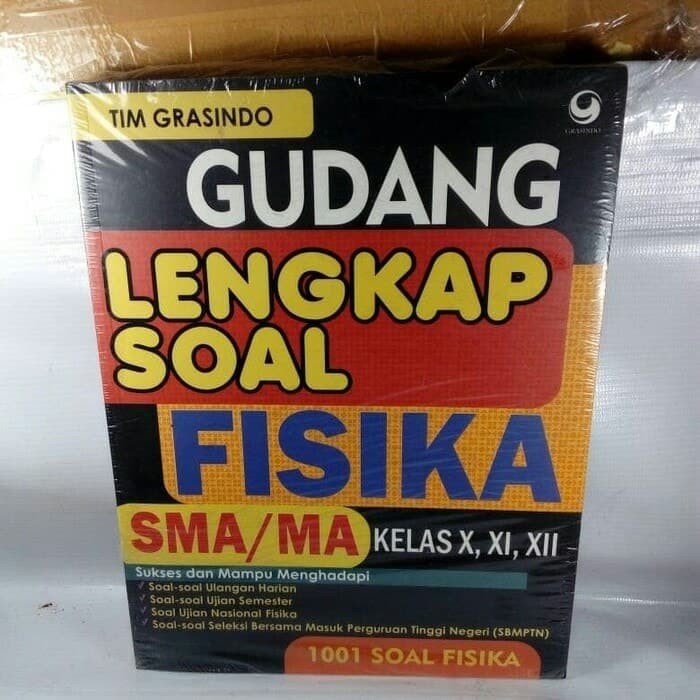 TIM GRASINDO
GRASINDO
GUDANG
LENGKAP
SOAL
FISIKA
SMA/MA KELAS X, XI, XII
Sukses dan Mampu Menghadapi
Soal-soal Ulangan Harian
Soal-soal Ujian Semester
Soal Ujian Nasional Fisika
Soal-soal Seleksi Bersama Masuk Perguruan Tinggi Negeri (SBMPTN)
1001 SOAL FISIKA